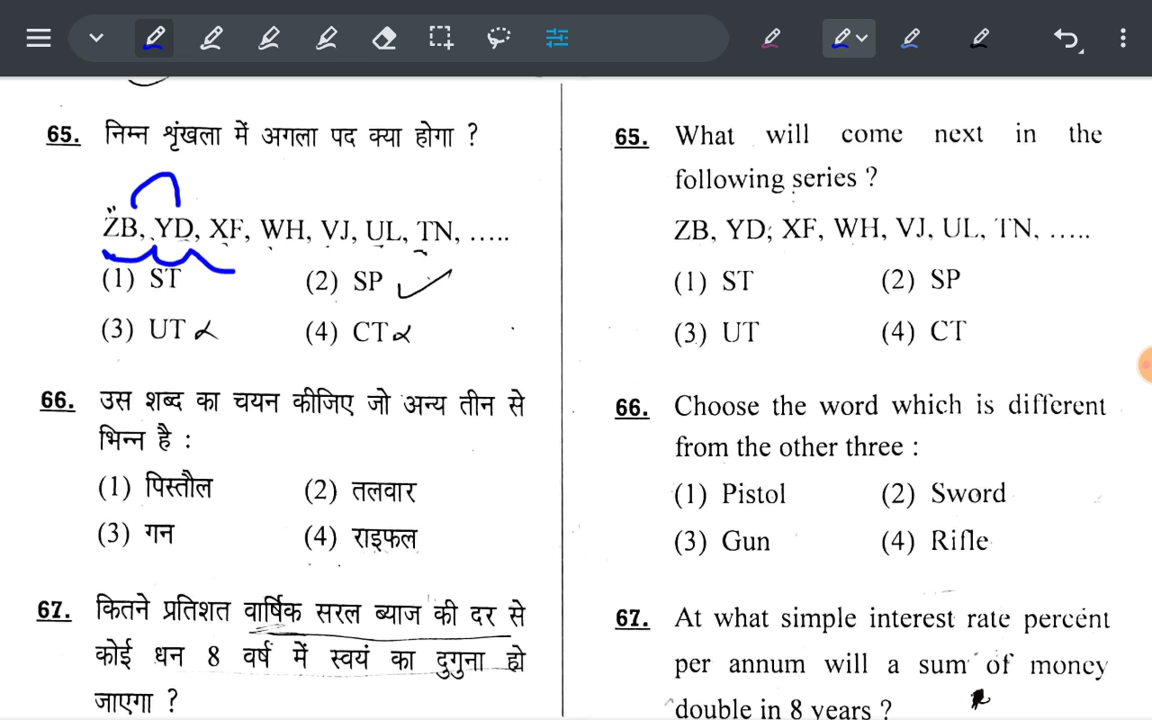 65. निम्न शृंखला में अगला पद क्या होगा ?
ZB, YD, XF, WH, VJ, UL, TN, .....
(1) ST (2) SP
(3) UT (4) CT
66. उस शब्द का चयन कीजिए जो अन्य तीन से
भिन्न है :
(1) पिस्तौल (2) तलवार
(3) गन (4) राइफल
67. कितने प्रतिशत वार्षिक सरल ब्याज की दर से
कोई धन 8 वर्ष में स्वयं का दुगुना हो
जाएगा ?
65. What will come next in the
following series ?
ZB, YD, XF, WH, VJ, UL, TN, .....
(1) ST (2) SP
(3) UT (4) CT
66. Choose the word which is different
from the other three :
(1) Pistol (2) Sword
(3) Gun (4) Rifle
67. At what simple interest rate percent
per annum will a sum of money
double in 8 years ?